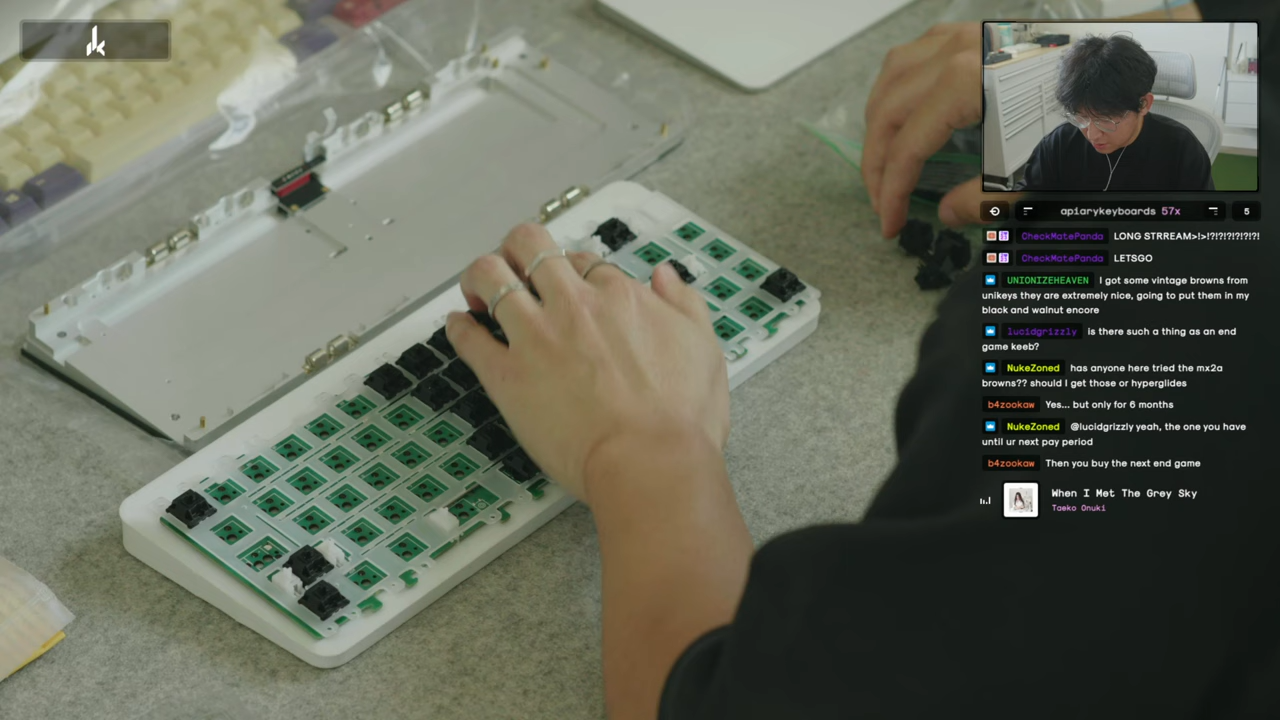 apiarykeyboards 57x
5
CheckMatePanda LONG STRREAM>!>!?!?!?!?!?!?!
CheckMatePanda LETSGO
UNIONIZEHEAVEN I got some vintage browns from
unikeys they are extremely nice, going to put them in my
black and walnut encore
lucidgrizzly is there such a thing as an end
game keeb?
NukeZoned has anyone here tried the mx2a
browns?? should I get those or hyperglides
b4zookaw Yes... but only for 6 months
NukeZoned @lucidgrizzly yeah, the one you have
until ur next pay period
b4zookaw Then you buy the next end game
When I Met The Grey Sky
Taeko Onuki